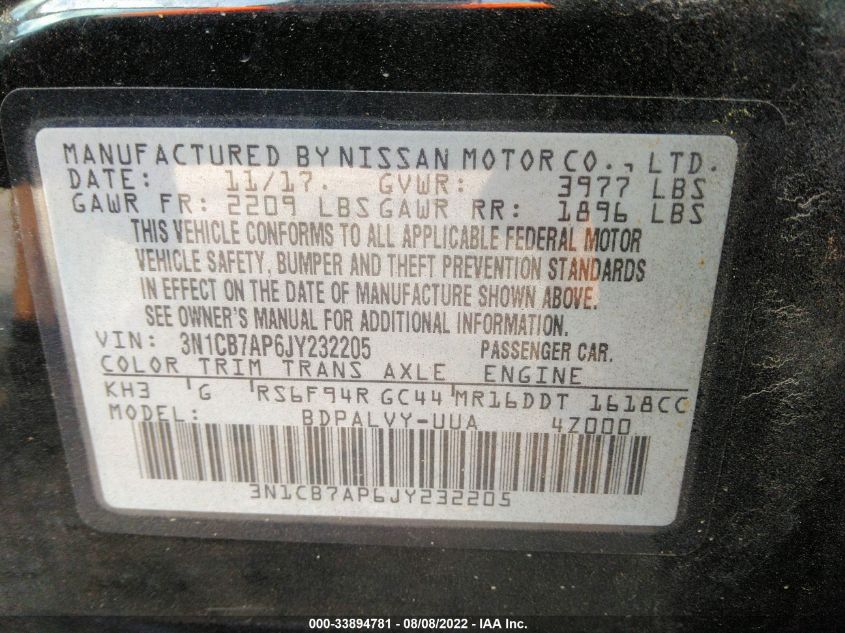 MANUFACTURED BY NISSAN MOTOR CO., LTD.
DATE: 11/17. GVWR: 3977 LBS
GAWR FR: 2209 LBS GAWR RR: 1896 LBS
THIS VEHICLE CONFORMS TO ALL APPLICABLE FEDERAL MOTOR
VEHICLE SAFETY, BUMPER AND THEFT PREVENTION STANDARDS
IN EFFECT ON THE DATE OF MANUFACTURE SHOWN ABOVE.
SEE OWNER'S MANUAL FOR ADDITIONAL INFORMATION.
VIN: 3N1CB7AP6JY232205 PASSENGER CAR.
COLOR TRIM TRANS AXLE ENGINE
KH3 'G 'RS6F94R GC44'MR16DDT 1618CC
MODEL: BDPALVY-UUA 4Z000
3N1CB7AP6JY232205
000-33894781 - 08/08/2022 - IAA Inc.